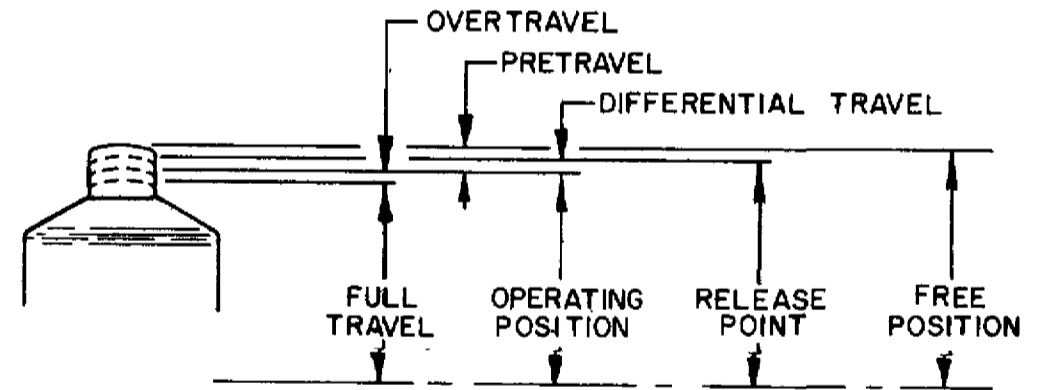 OVERTRAVEL
PRETRAVEL
DIFFERENTIAL TRAVEL
FULL
TRAVEL
OPERATING
POSITION
RELEASE
POINT
FREE
POSITION